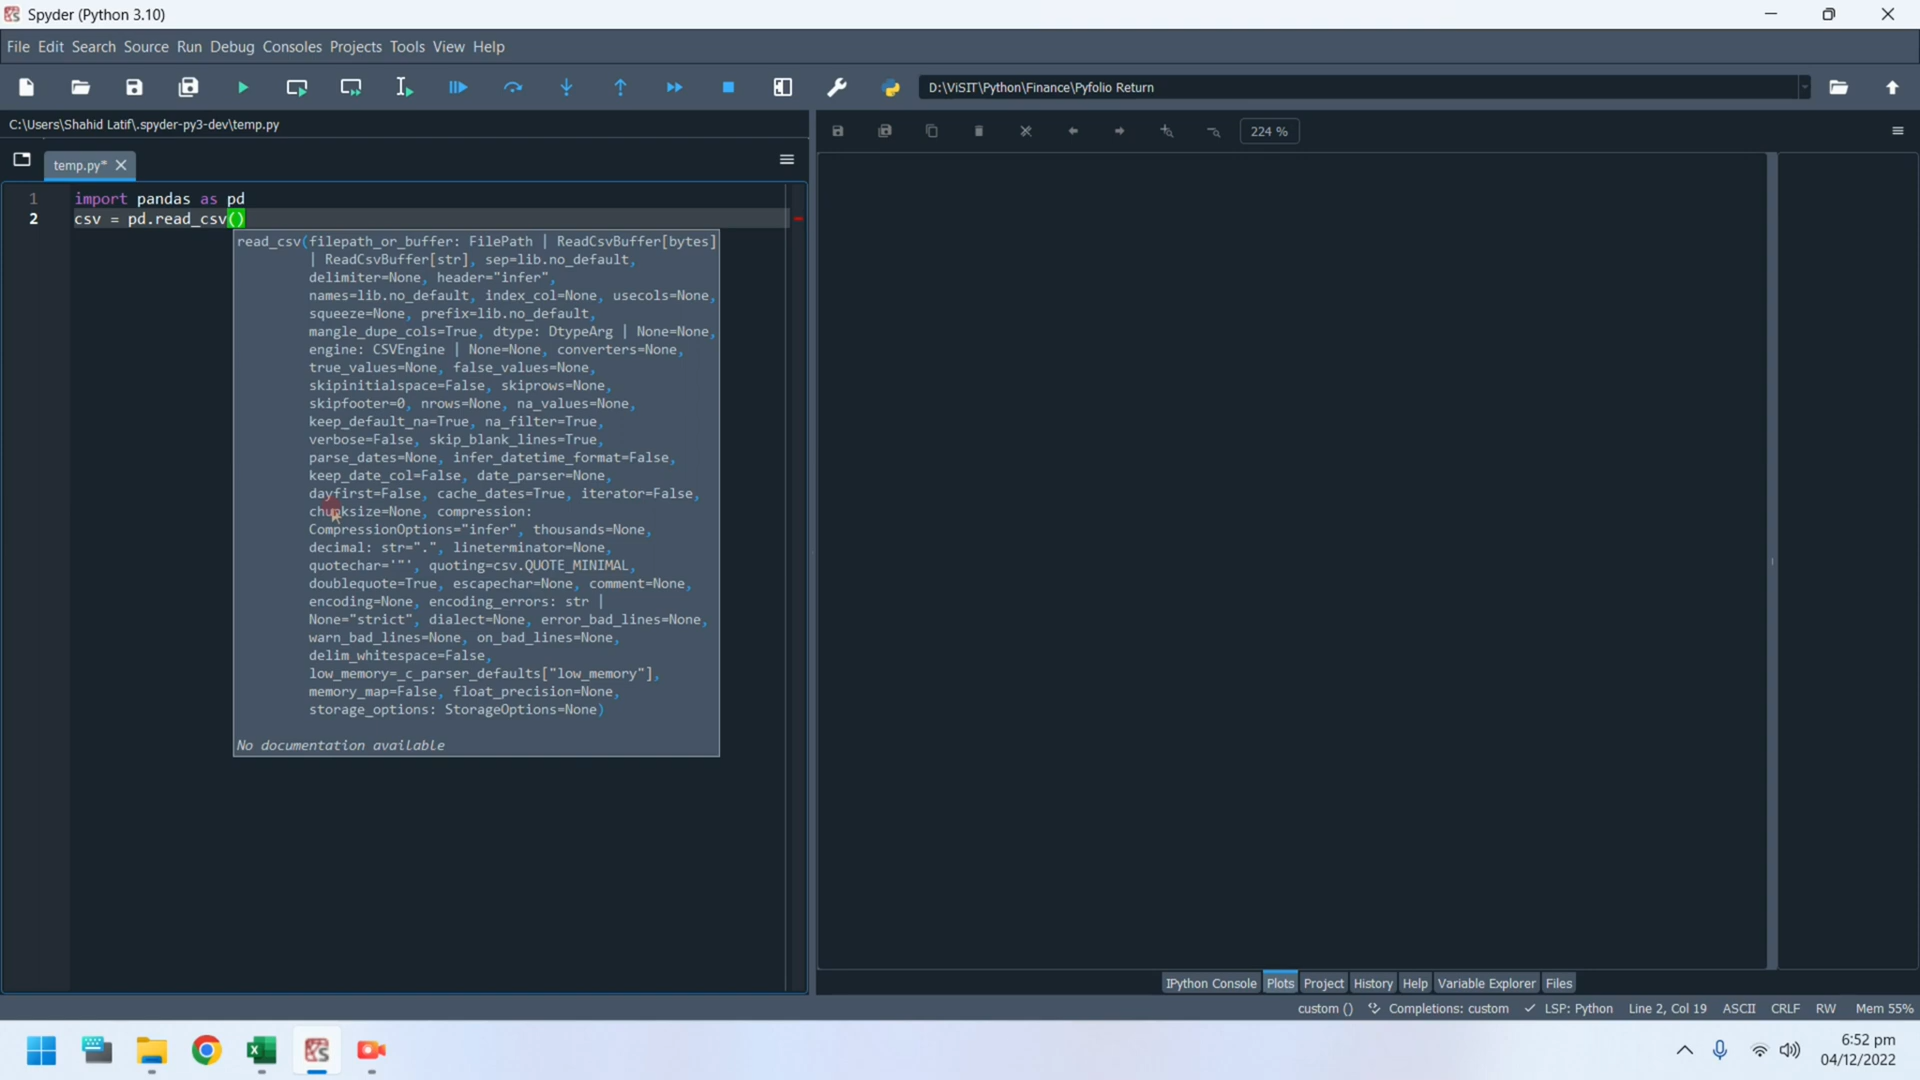 Spyder (Python 3.10)
File Edit Search Source Run Debug Consoles Projects Tools View Help
D:\ViSIT\Python\Finance\Pyfolio Return
C:\Users\Shahid Latif\.spyder-py3-dev\temp.py
224 %
temp.py*
1 import pandas as pd
2 csv = pd.read_csv()
read_csv(filepath_or_buffer: FilePath | ReadCsvBuffer[bytes]
| ReadCsvBuffer[str], sep=lib.no_default,
delimiter=None, header="infer",
names=lib.no_default, index_col=None, usecols=None,
squeeze=None, prefix=lib.no_default,
mangle_dupe_cols=True, dtype: DtypeArg | None=None,
engine: CSVEngine | None=None, converters=None,
true_values=None, false_values=None,
skipinitialspace=False, skiprows=None,
skipfooter=0, nrows=None, na_values=None,
keep_default_na=True, na_filter=True,
verbose=False, skip_blank_lines=True,
parse_dates=None, infer_datetime_format=False,
keep_date_col=False, date_parser=None,
dayfirst=False, cache_dates=True, iterator=False,
chunksize=None, compression:
CompressionOptions="infer", thousands=None,
decimal: str=".", lineterminator=None,
quotechar='"', quoting=csv.QUOTE_MINIMAL,
doublequote=True, escapechar=None, comment=None,
encoding=None, encoding_errors: str |
None="strict", dialect=None, error_bad_lines=None,
warn_bad_lines=None, on_bad_lines=None,
delim_whitespace=False,
low_memory=_c_parser_defaults["low_memory"],
memory_map=False, float_precision=None,
storage_options: StorageOptions=None)
No documentation available
IPython Console Plots Project History Help Variable Explorer Files
custom () Completions: custom LSP: Python Line 2, Col 19 ASCII CRLF RW Mem 55%
6:52 pm
04/12/2022